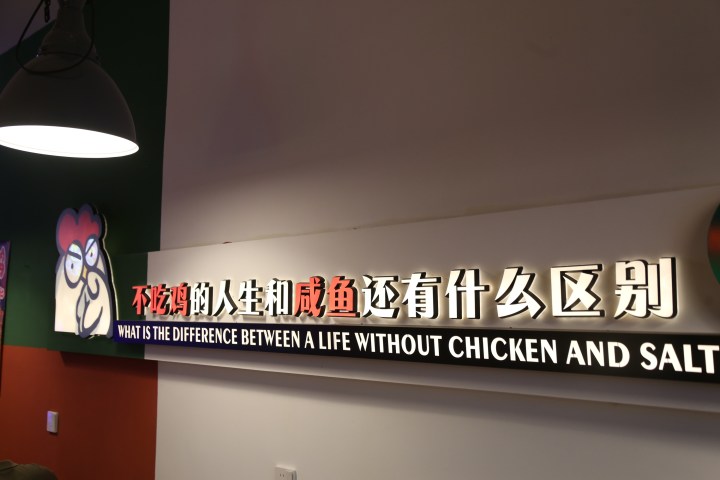 不吃鸡的人生和咸鱼还有什么区别
WHAT IS THE DIFFERENCE BETWEEN A LIFE WITHOUT CHICKEN AND SALT